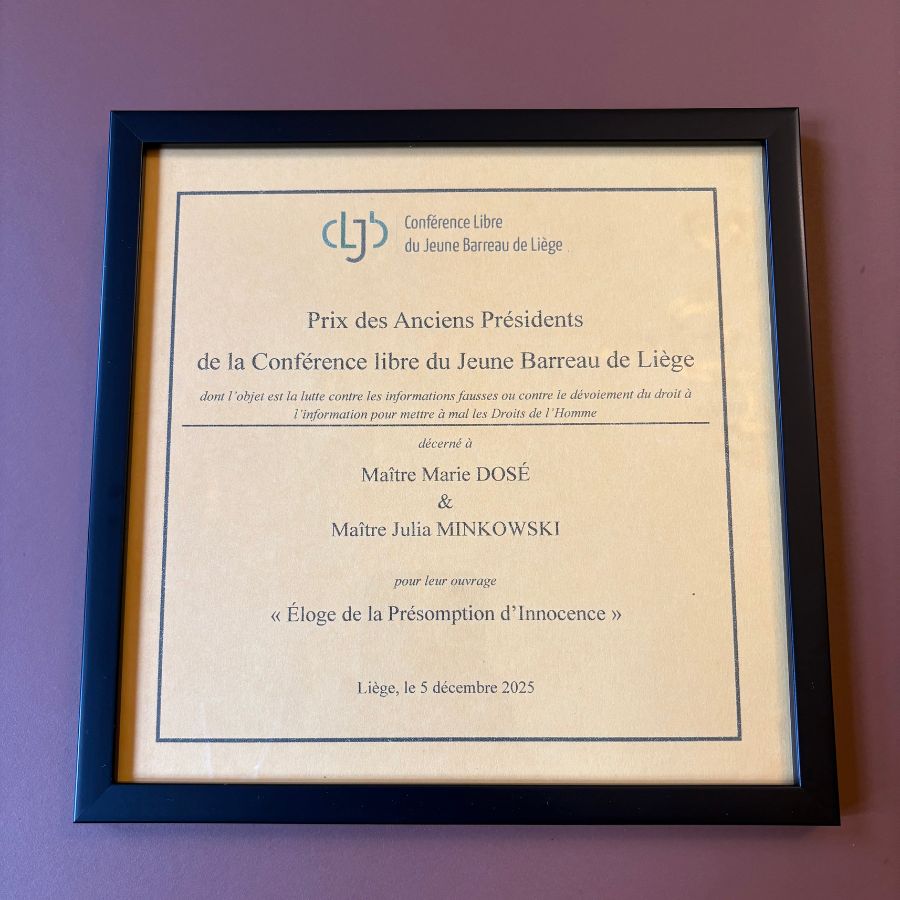 CLJB
Conférence Libre
du Jeune Barreau de Liège
Prix des Anciens Présidents
de la Conférence libre du Jeune Barreau de Liège
dont l'objet est la lutte contre les informations fausses ou contre le dévoiement du droit à
l'information pour mettre à mal les Droits de l'Homme
décerné à
Maître Marie DOSÉ
&
Maître Julia MINKOWSKI
pour leur ouvrage
« Éloge de la Présomption d'Innocence »
Liège, le 5 décembre 2025